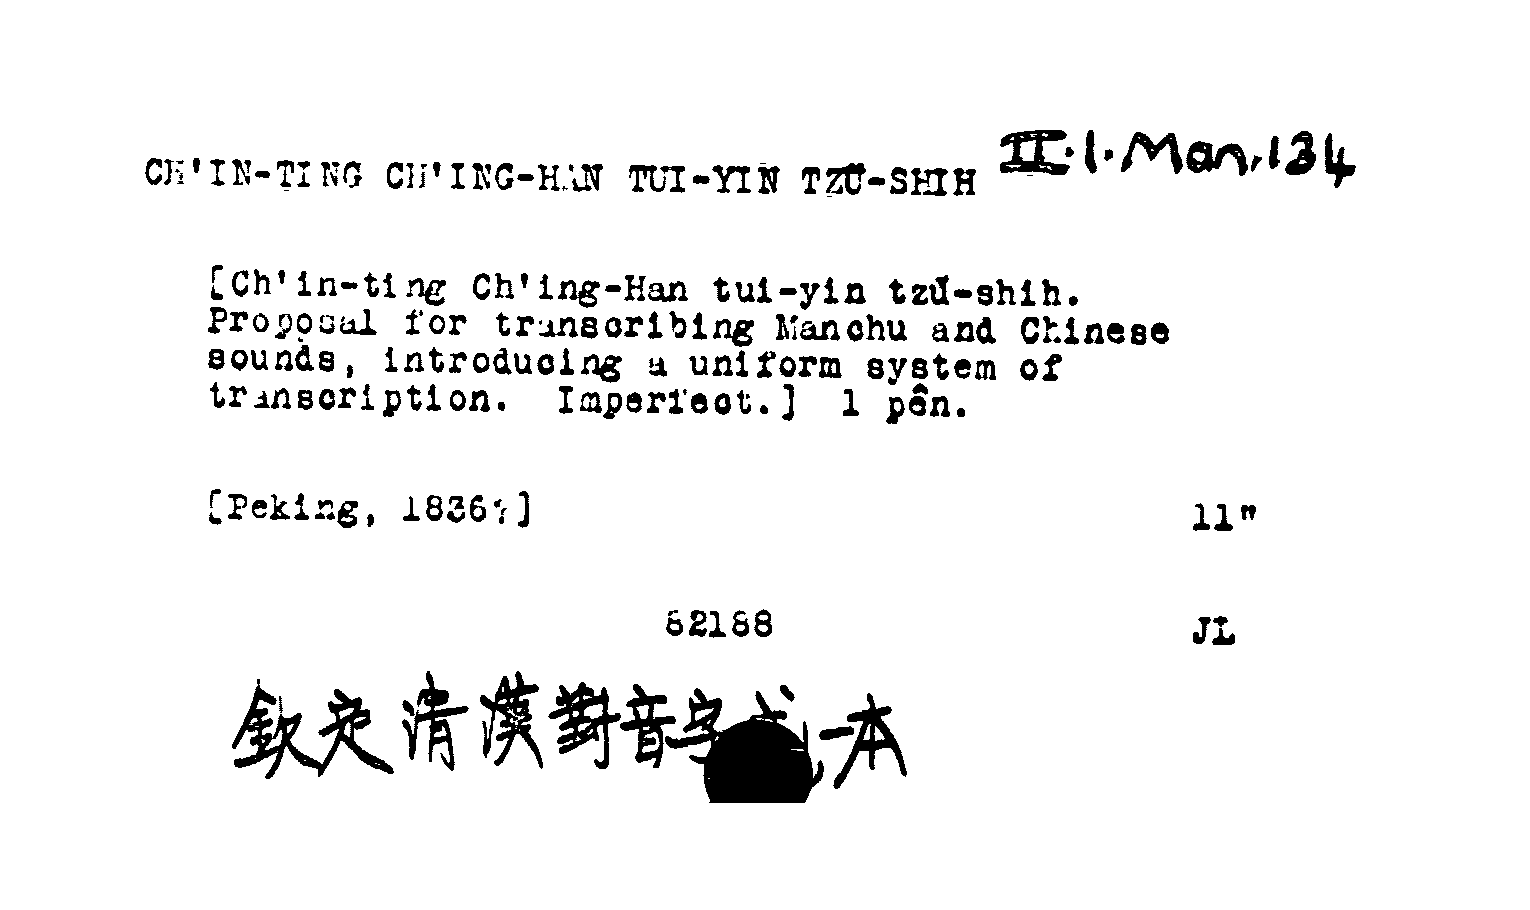 CH'IN-TING CH'ING-HAN TUI-YIN TZŬ-SHIH II.1.Man.134
[Ch'in-ting Ch'ing-Han tui-yin tzŭ-shih.
Proposal for transcribing Manchu and Chinese
sounds, introducing a uniform system of
transcription. Imperfect.] 1 pên.
[Peking, 1836?] 11"
82188 JL
欽定清漢對音字一本